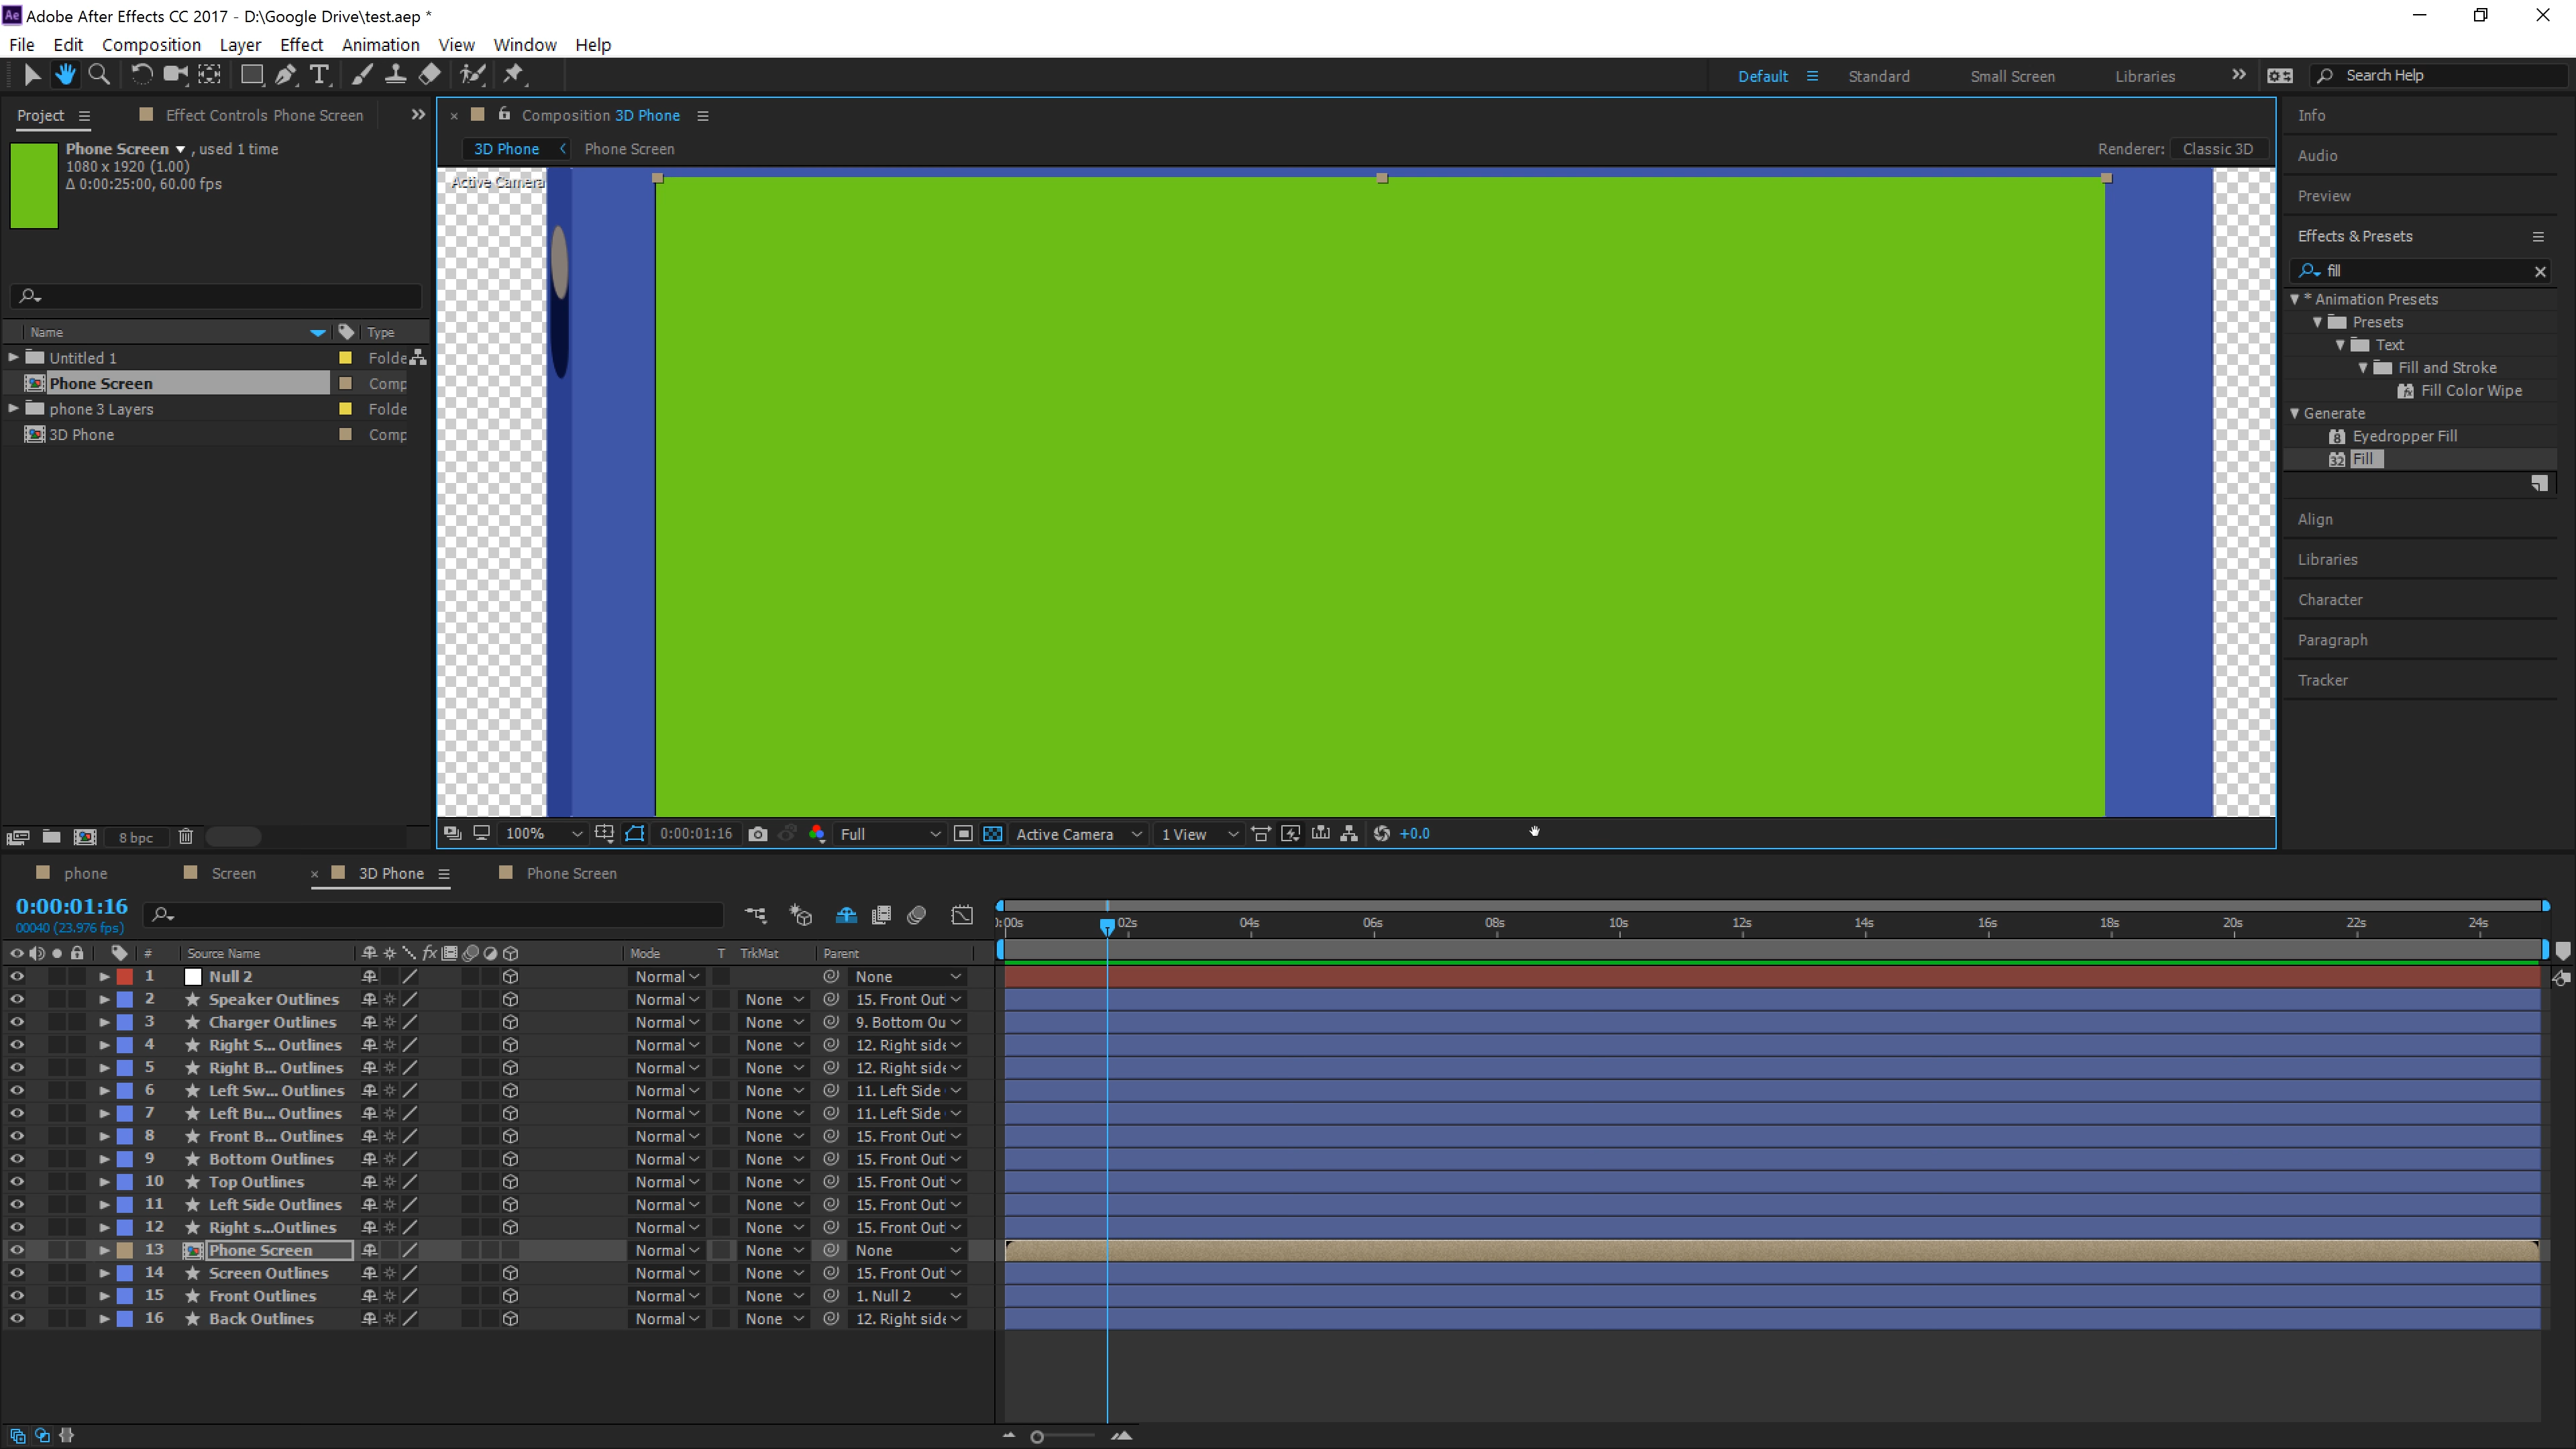 Ae Adobe After Effects CC 2017 - D:\Google Drive\test.aep *
File Edit Composition Layer Effect Animation View Window Help
T Default Standard Small Screen Libraries Search Help
Project Effect Controls Phone Screen
Composition 3D Phone
Info
Phone Screen , used 1 time
1080 x 1920 (1.00)
Δ 0:00:25:00, 60.00 fps
3D Phone Phone Screen Renderer: Classic 3D
Audio
Active Camera
Preview
Effects & Presets
fill
* Animation Presets
Presets
Text
Fill and Stroke
Fill Color Wipe
Generate
8 Eyedropper Fill
32 Fill
Align
Libraries
Character
Paragraph
Tracker
Name Type
Untitled 1 Folde
Phone Screen Comp
phone 3 Layers Folde
3D Phone Comp
8 bpc
100% 0:00:01:16 Full Active Camera 1 View +0.0
phone Screen 3D Phone Phone Screen
0:00:01:16
00040 (23.976 fps)
):00s 02s 04s 06s 08s 10s 12s 14s 16s 18s 20s 22s 24s
# Source Name fx Mode T TrkMat Parent
1 Null 2 Normal None
2 Speaker Outlines Normal None 15. Front Out
3 Charger Outlines Normal None 9. Bottom Ou
4 Right S... Outlines Normal None 12. Right side
5 Right B... Outlines Normal None 12. Right side
6 Left Sw... Outlines Normal None 11. Left Side
7 Left Bu... Outlines Normal None 11. Left Side
8 Front B... Outlines Normal None 15. Front Out
9 Bottom Outlines Normal None 15. Front Out
10 Top Outlines Normal None 15. Front Out
11 Left Side Outlines Normal None 15. Front Out
12 Right s...Outlines Normal None 15. Front Out
13 Phone Screen Normal None None
14 Screen Outlines Normal None 15. Front Out
15 Front Outlines Normal None 1. Null 2
16 Back Outlines Normal None 12. Right side